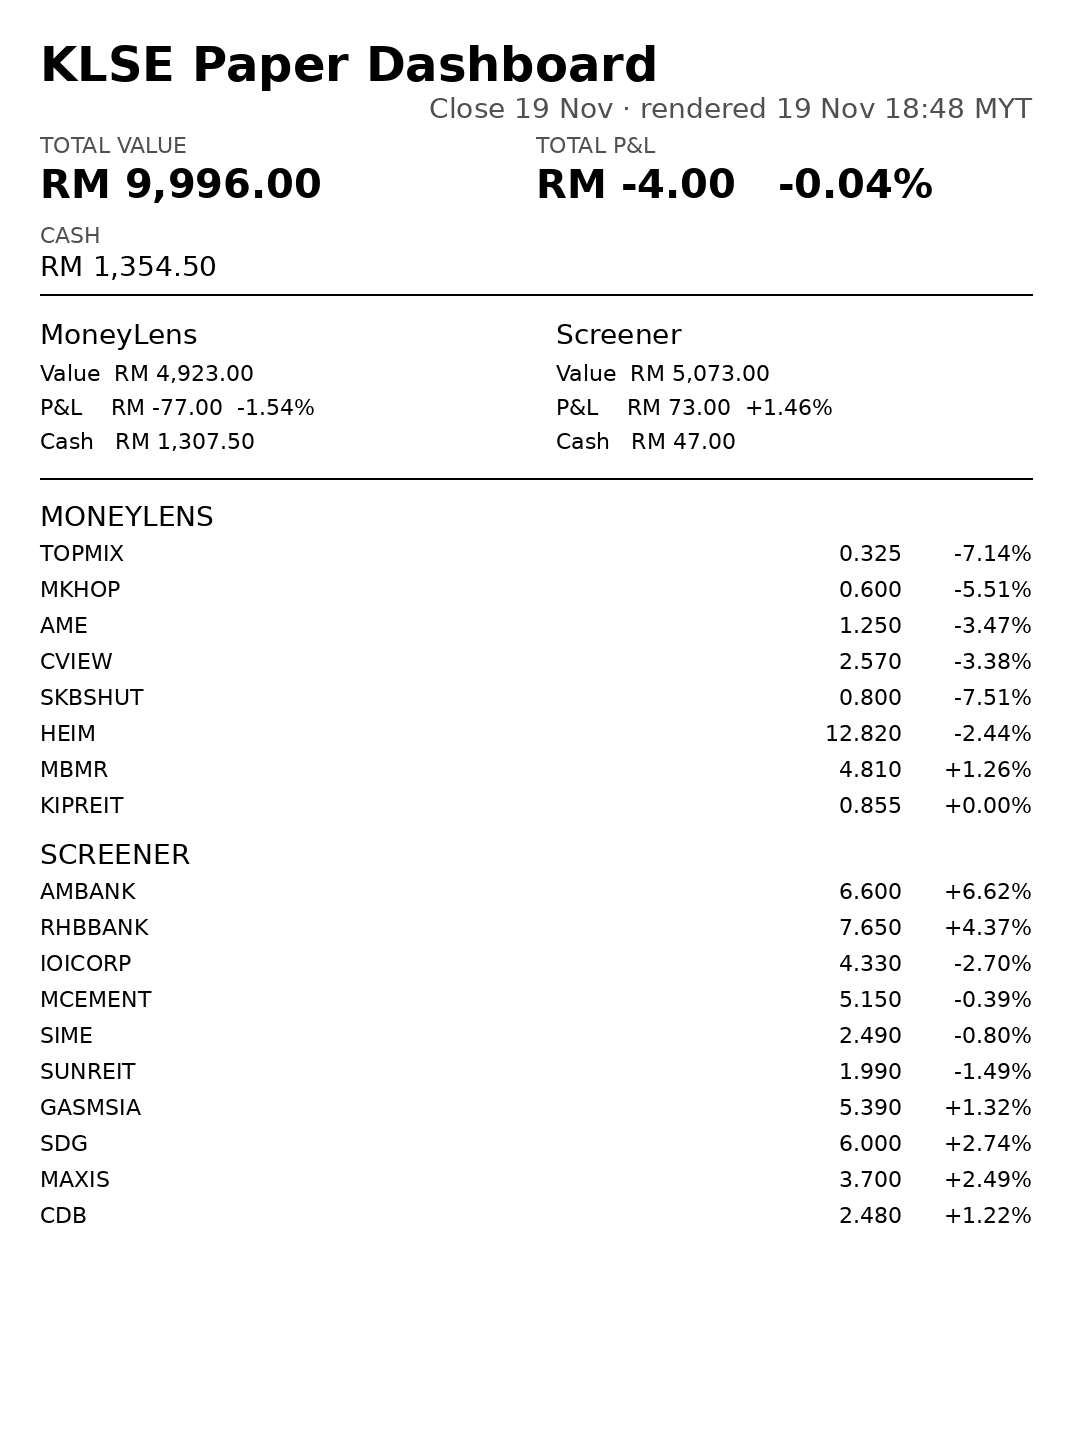 KLSE Paper Dashboard
Close 19 Nov · rendered 19 Nov 18:48 MYT
TOTAL VALUE TOTAL P&L
RM 9,996.00 RM -4.00 -0.04%
CASH
RM 1,354.50
MoneyLens Screener
Value RM 4,923.00 Value RM 5,073.00
P&L RM -77.00 -1.54% P&L RM 73.00 +1.46%
Cash RM 1,307.50 Cash RM 47.00
MONEYLENS
TOPMIX 0.325 -7.14%
MKHOP 0.600 -5.51%
AME 1.250 -3.47%
CVIEW 2.570 -3.38%
SKBSHUT 0.800 -7.51%
HEIM 12.820 -2.44%
MBMR 4.810 +1.26%
KIPREIT 0.855 +0.00%
SCREENER
AMBANK 6.600 +6.62%
RHBBANK 7.650 +4.37%
IOICORP 4.330 -2.70%
MCEMENT 5.150 -0.39%
SIME 2.490 -0.80%
SUNREIT 1.990 -1.49%
GASMSIA 5.390 +1.32%
SDG 6.000 +2.74%
MAXIS 3.700 +2.49%
CDB 2.480 +1.22%